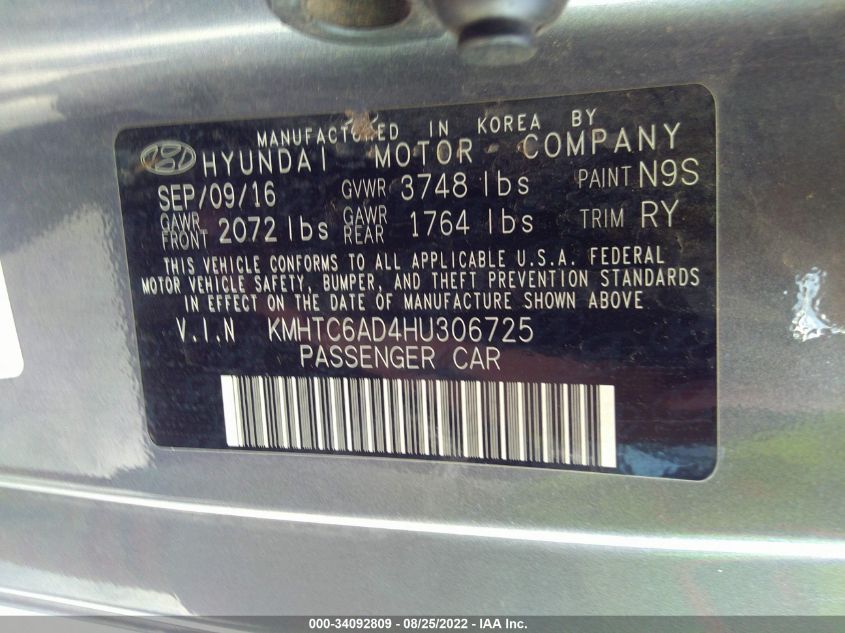 MANUFACTURED IN KOREA BY
HYUNDAI MOTOR COMPANY
SEP/09/16 GVWR 3748 lbs PAINT N9S
GAWR FRONT 2072 lbs GAWR REAR 1764 lbs TRIM RY
THIS VEHICLE CONFORMS TO ALL APPLICABLE U.S.A. FEDERAL
MOTOR VEHICLE SAFETY, BUMPER, AND THEFT PREVENTION STANDARDS
IN EFFECT ON THE DATE OF MANUFACTURE SHOWN ABOVE
V.I.N KMHTC6AD4HU306725
PASSENGER CAR
000-34092809 - 08/25/2022 - IAA Inc.